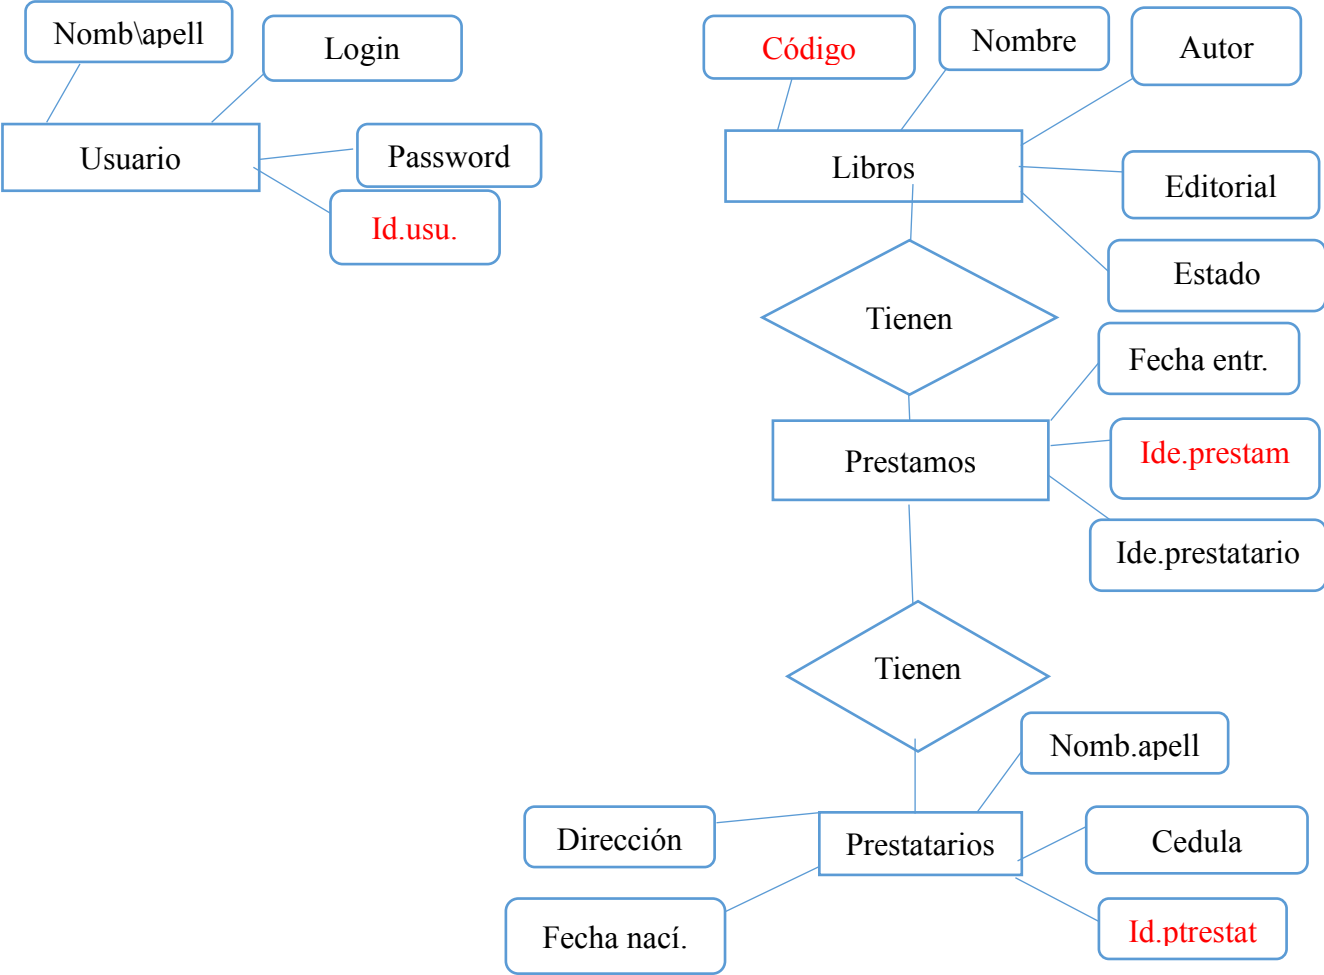 Nomb\apell
Login
Usuario
Password
Id.usu.
Código
Nombre
Autor
Libros
Editorial
Estado
Tienen
Fecha entr.
Prestamos
Ide.prestam
Ide.prestatario
Tienen
Nomb.apell
Dirección
Prestatarios
Cedula
Fecha nací.
Id.ptrestat